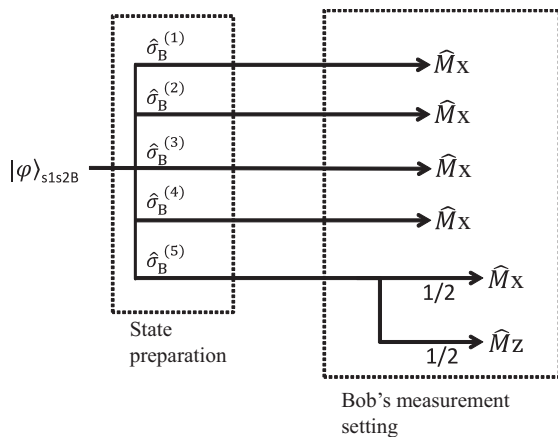 σ̂B(1)
M̂X
σ̂B(2)
M̂X
|φ⟩s1s2B
σ̂B(3)
M̂X
σ̂B(4)
M̂X
σ̂B(5)
1/2
M̂X
1/2
M̂Z
State
preparation
Bob's measurement
setting